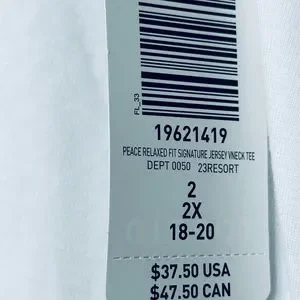 FL_33
19621419
PEACE RELAXED FIT SIGNATURE JERSEY VNECK TEE
DEPT 0050 23RESORT
2
2X
18-20
$37.50 USA
$47.50 CAN